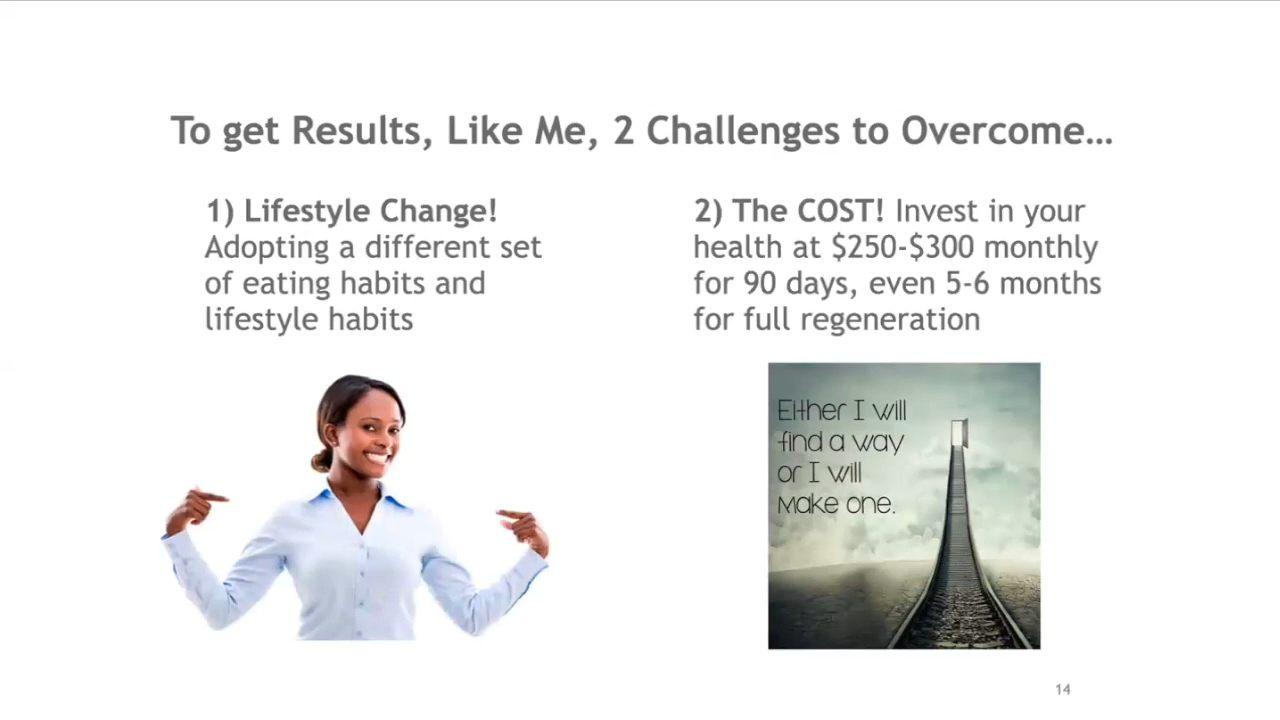 To get Results, Like Me, 2 Challenges to Overcome…
1) Lifestyle Change!
Adopting a different set
of eating habits and
lifestyle habits
2) The COST! Invest in your
health at $250-$300 monthly
for 90 days, even 5-6 months
for full regeneration
Either I will
find a way
or I will
make one.
14